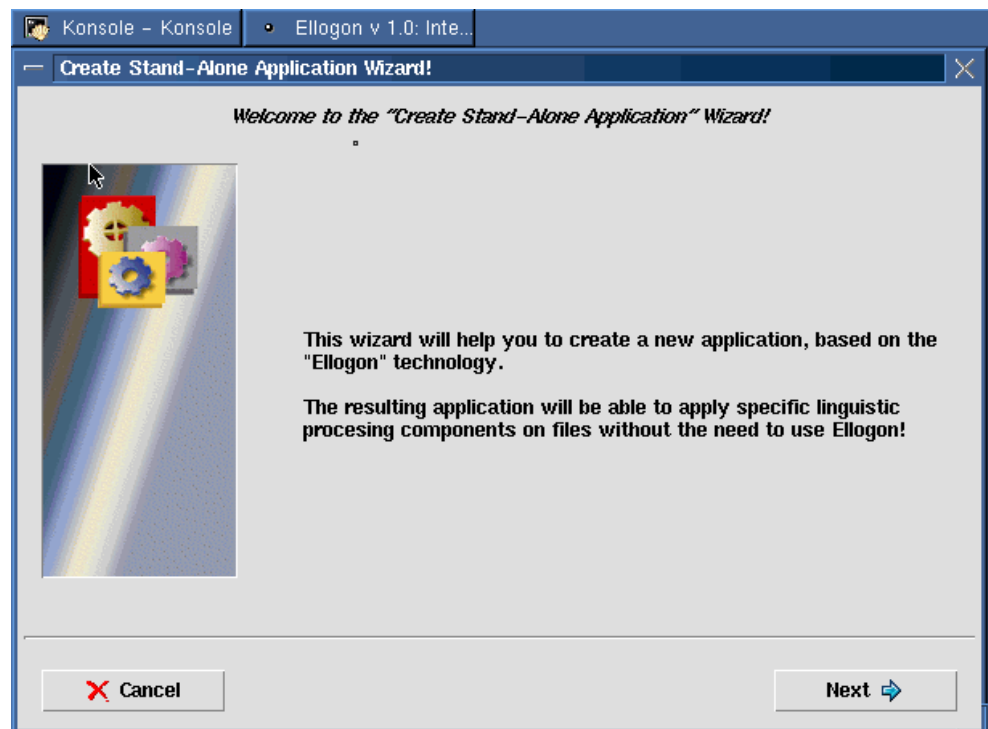 Konsole - Konsole
Ellogon v 1.0: Inte...
Create Stand-Alone Application Wizard!
Welcome to the "Create Stand-Alone Application" Wizard!
This wizard will help you to create a new application, based on the
"Ellogon" technology.
The resulting application will be able to apply specific linguistic
procesing components on files without the need to use Ellogon!
Cancel
Next